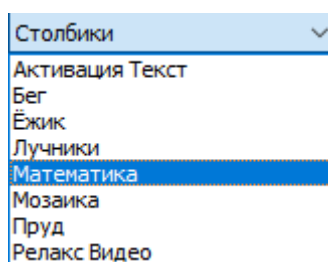 Столбики
Активация Текст
Бег
Ёжик
Лучники
Математика
Мозаика
Пруд
Релакс Видео